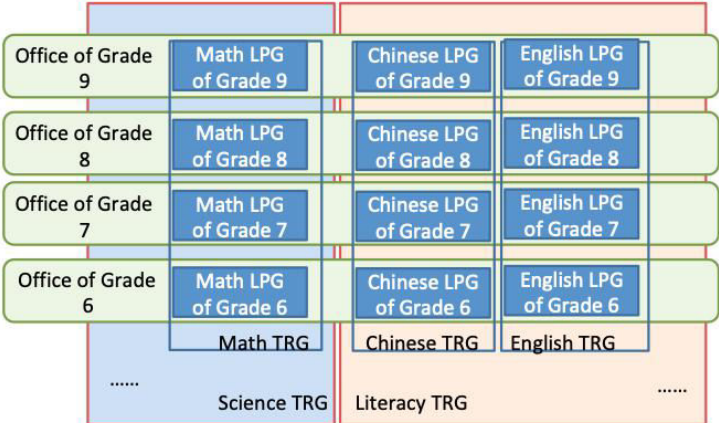 Office of Grade
9
Math LPG
of Grade 9
Chinese LPG
of Grade 9
English LPG
of Grade 9
Office of Grade
8
Math LPG
of Grade 8
Chinese LPG
of Grade 8
English LPG
of Grade 8
Office of Grade
7
Math LPG
of Grade 7
Chinese LPG
of Grade 7
English LPG
of Grade 7
Office of Grade
6
Math LPG
of Grade 6
Chinese LPG
of Grade 6
English LPG
of Grade 6
Math TRG
Chinese TRG
English TRG
......
......
Science TRG
Literacy TRG